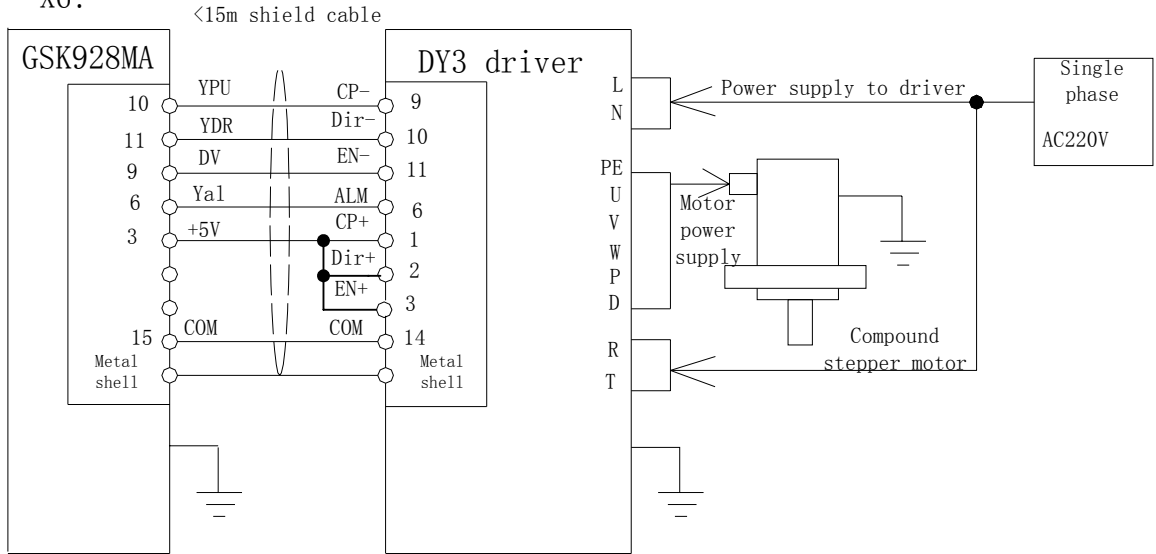 <15m shield cable
GSK928MA
DY3 driver
10 YPU CP- 9
11 YDR Dir- 10
9 DV EN- 11
6 Yal ALM 6
3 +5V CP+ 1
Dir+ 2
EN+ 3
15 COM COM 14
Metal
shell
Metal
shell
L
N
PE
U
V
W
P
D
R
T
Power supply to driver
Single
phase
AC220V
Motor
power
supply
Compound
stepper motor